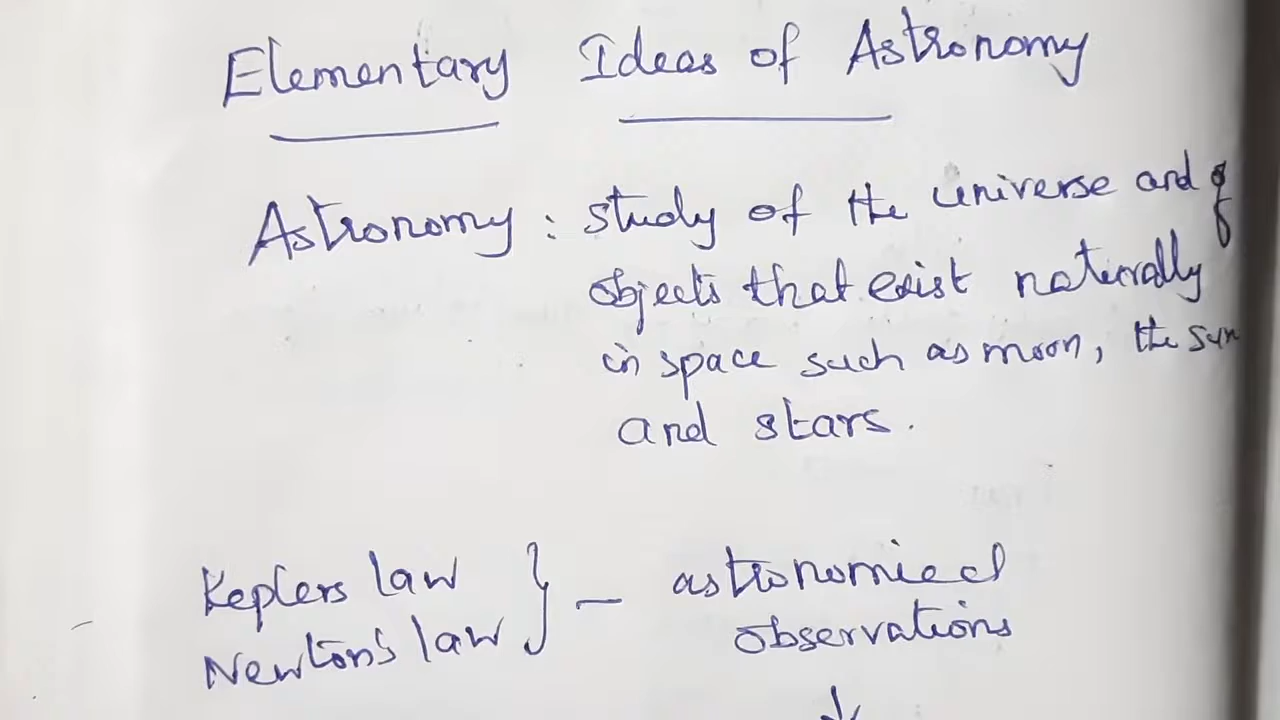 Elementary Ideas of Astronomy
Astronomy : study of the universe and of
objects that exist naturally
in space such as moon, the sun
and stars.
Keplers law } — astronomical
Newton's law observations